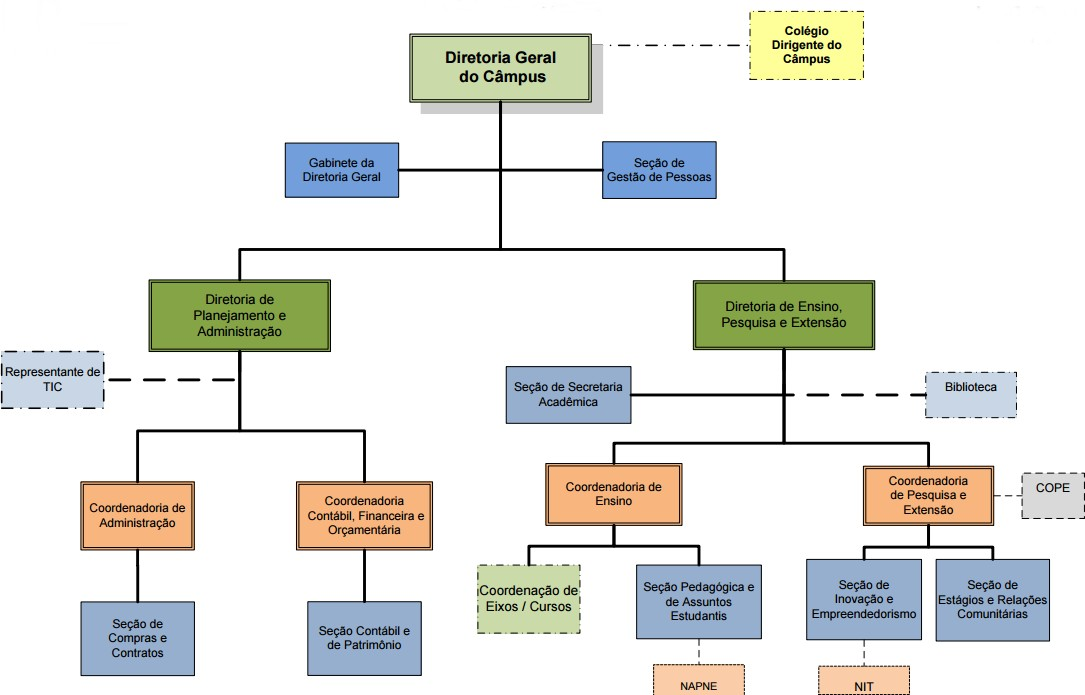 Diretoria Geral
do Câmpus
Colégio
Dirigente do
Câmpus
Gabinete da
Diretoria Geral
Seção de
Gestão de Pessoas
Diretoria de
Planejamento e
Administração
Diretoria de Ensino,
Pesquisa e Extensão
Representante de
TIC
Seção de Secretaria
Acadêmica
Biblioteca
Coordenadoria de
Administração
Coordenadoria
Contábil, Financeira e
Orçamentária
Coordenadoria de
Ensino
Coordenadoria
de Pesquisa e
Extensão
COPE
Seção de
Compras e
Contratos
Seção Contábil e
de Patrimônio
Coordenação de
Eixos / Cursos
Seção Pedagógica e
de Assuntos
Estudantis
Seção de
Inovação e
Empreendedorismo
Seção de
Estágios e Relações
Comunitárias
NAPNE
NIT